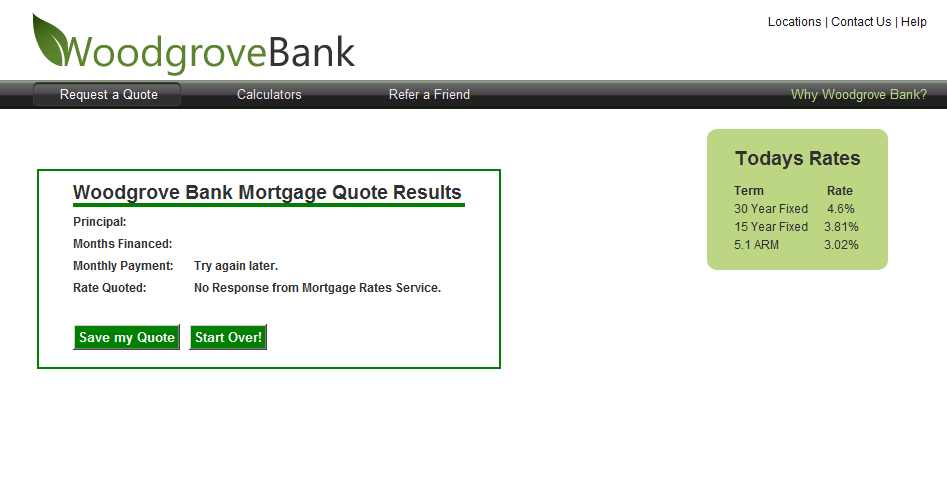 WoodgroveBank
Locations | Contact Us | Help
Request a Quote Calculators Refer a Friend Why Woodgrove Bank?
Woodgrove Bank Mortgage Quote Results
Principal:
Months Financed:
Monthly Payment: Try again later.
Rate Quoted: No Response from Mortgage Rates Service.
Save my Quote Start Over!
Todays Rates
Term Rate
30 Year Fixed 4.6%
15 Year Fixed 3.81%
5.1 ARM 3.02%